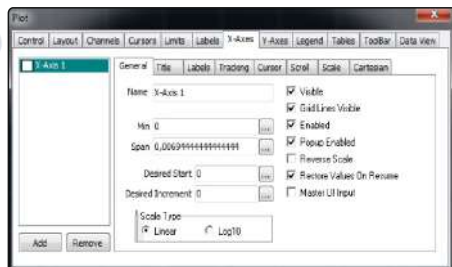 Plot
Control Layout Channels Cursors Limits Labels X-Axes Y-Axes Legend Tables ToolBar Data View
X-Axis 1
General Title Labels Tracking Cursor Scroll Scale Cartesian
Name X-Axis 1
Visible
Grid Lines Visible
Min 0 ...
Enabled
Span 0,00694444444444444 ...
Popup Enabled
Reverse Scale
Desired Start 0 ...
Restore Values On Resume
Desired Increment 0 ...
Master UI Input
Scale Type
Linear Log10
Add Remove